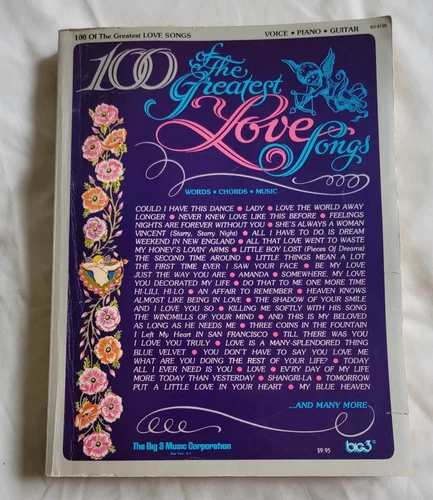 100 Of The Greatest LOVE SONGS
VOICE • PIANO • GUITAR
100
of
The
Greatest
Love
Songs
WORDS • CHORDS • MUSIC
COULD I HAVE THIS DANCE • LADY • LOVE THE WORLD AWAY
LONGER • NEVER KNEW LOVE LIKE THIS BEFORE • FEELINGS
NIGHTS ARE FOREVER WITHOUT YOU • SHE'S ALWAYS A WOMAN
VINCENT (Starry, Starry Night) • ALL I HAVE TO DO IS DREAM
WEEKEND IN NEW ENGLAND • ALL THAT LOVE WENT TO WASTE
MY HONEY'S LOVIN' ARMS • LITTLE BOY LOST (Pieces Of Dreams)
THE SECOND TIME AROUND • LITTLE THINGS MEAN A LOT
THE FIRST TIME EVER I SAW YOUR FACE • BE MY LOVE
JUST THE WAY YOU ARE • AMANDA • SOMEWHERE, MY LOVE
YOU DECORATED MY LIFE • DO THAT TO ME ONE MORE TIME
HI-LILI, HI-LO • AN AFFAIR TO REMEMBER • HEAVEN KNOWS
ALMOST LIKE BEING IN LOVE • THE SHADOW OF YOUR SMILE
AND I LOVE YOU SO • KILLING ME SOFTLY WITH HIS SONG
THE WINDMILLS OF YOUR MIND • AND THIS IS MY BELOVED
AS LONG AS HE NEEDS ME • THREE COINS IN THE FOUNTAIN
I Left My Heart IN SAN FRANCISCO • TILL THERE WAS YOU
I LOVE YOU TRULY • LOVE IS A MANY-SPLENDORED THING
BLUE VELVET • YOU DON'T HAVE TO SAY YOU LOVE ME
WHAT ARE YOU DOING THE REST OF YOUR LIFE? • TODAY
ALL I EVER NEED IS YOU • LOVE • EV'RY DAY OF MY LIFE
MORE TODAY THAN YESTERDAY • SHANGRI-LA • TOMORROW
PUT A LITTLE LOVE IN YOUR HEART • MY BLUE HEAVEN
...AND MANY MORE
The Big 3 Music Corporation
New York, N.Y.
$9.95
big3